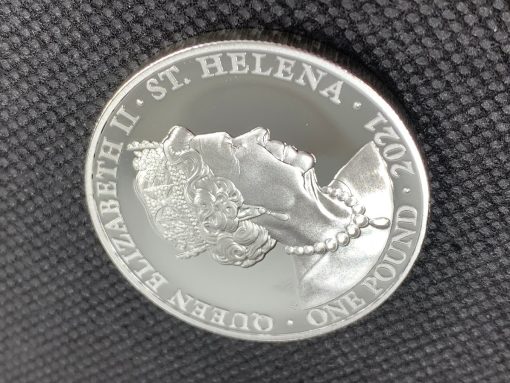 QUEEN ELIZABETH II · ST. HELENA · 2021 · ONE POUND ·